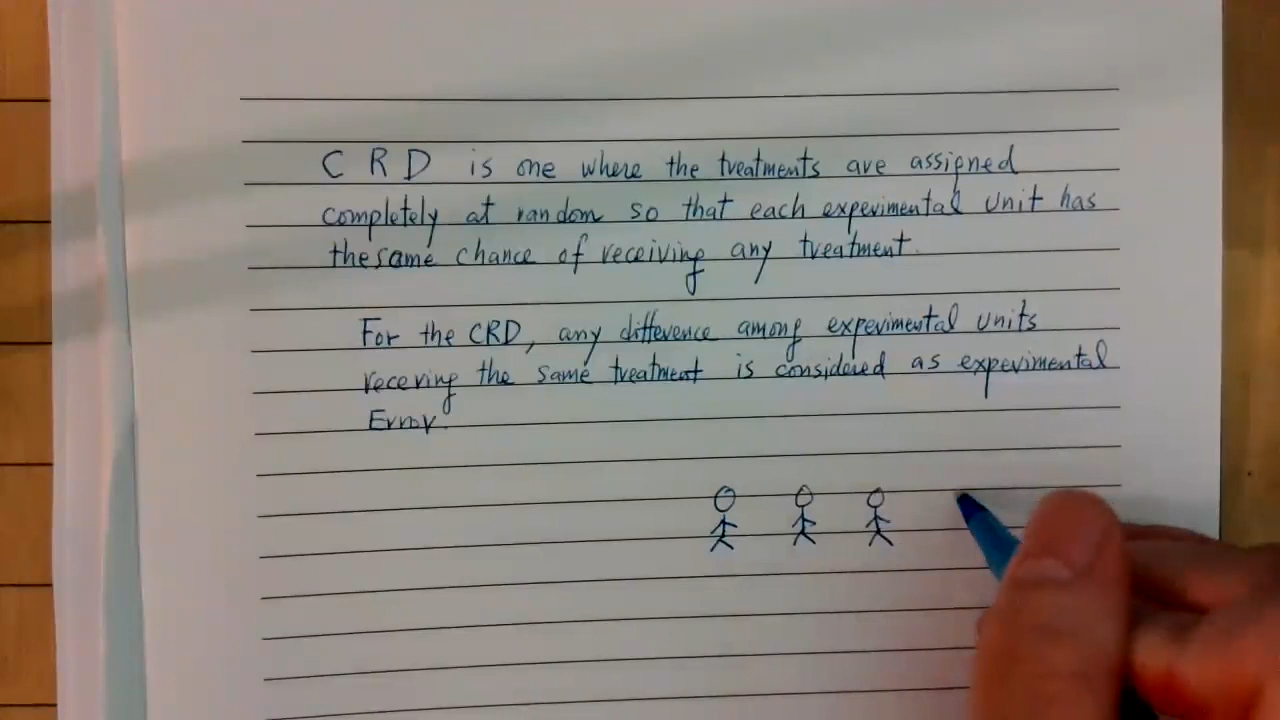 C R D is one where the treatments are assigned
completely at random so that each experimental unit has
the same chance of receiving any treatment.
For the CRD, any difference among experimental units
receving the same treatment is considered as experimental
Error.